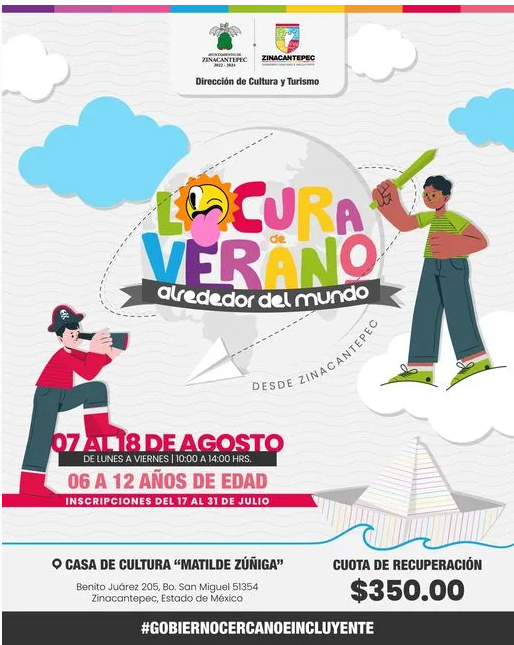 AYUNTAMIENTO DE
ZINACANTEPEC
2022 - 2024
ZINACANTEPEC
Dirección de Cultura y Turismo
LOCURA
de
VERANO
alrededor del mundo
DESDE ZINACANTEPEC
07 AL 18 DE AGOSTO
DE LUNES A VIERNES | 10:00 A 14:00 HRS.
06 A 12 AÑOS DE EDAD
INSCRIPCIONES DEL 17 AL 31 DE JULIO
CASA DE CULTURA “MATILDE ZÚÑIGA”
Benito Juárez 205, Bo. San Miguel 51354
Zinacantepec, Estado de México
CUOTA DE RECUPERACIÓN
$350.00
#GOBIERNOCERCANOEINCLUYENTE